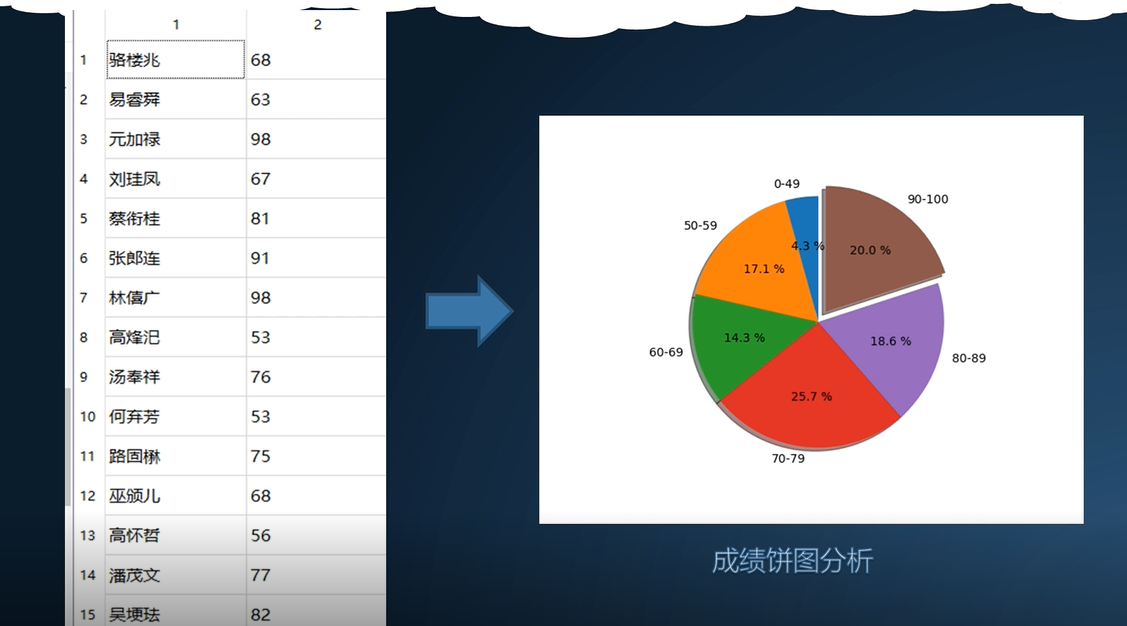 1 2
1 骆楼兆 68
2 易睿舜 63
3 元加禄 98
4 刘珪凤 67
5 蔡衔桂 81
6 张郎连 91
7 林僖广 98
8 高烽汜 53
9 汤奉祥 76
10 何弃芳 53
11 路固楙 75
12 巫颁儿 68
13 高怀哲 56
14 潘茂文 77
15 吴埂珐 82
0-49
90-100
50-59
4.3 %
20.0 %
17.1 %
14.3 %
18.6 %
60-69
80-89
25.7 %
70-79
成绩饼图分析